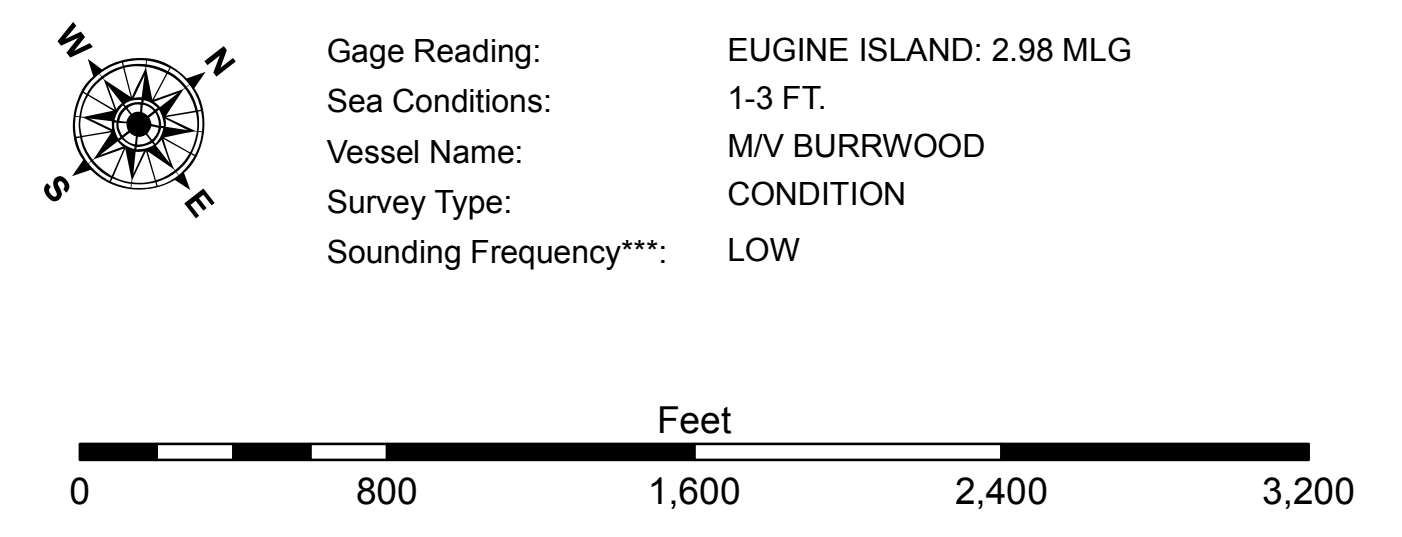 W
N
S
E
Gage Reading: EUGINE ISLAND: 2.98 MLG
Sea Conditions: 1-3 FT.
Vessel Name: M/V BURRWOOD
Survey Type: CONDITION
Sounding Frequency***: LOW
Feet
0 800 1,600 2,400 3,200